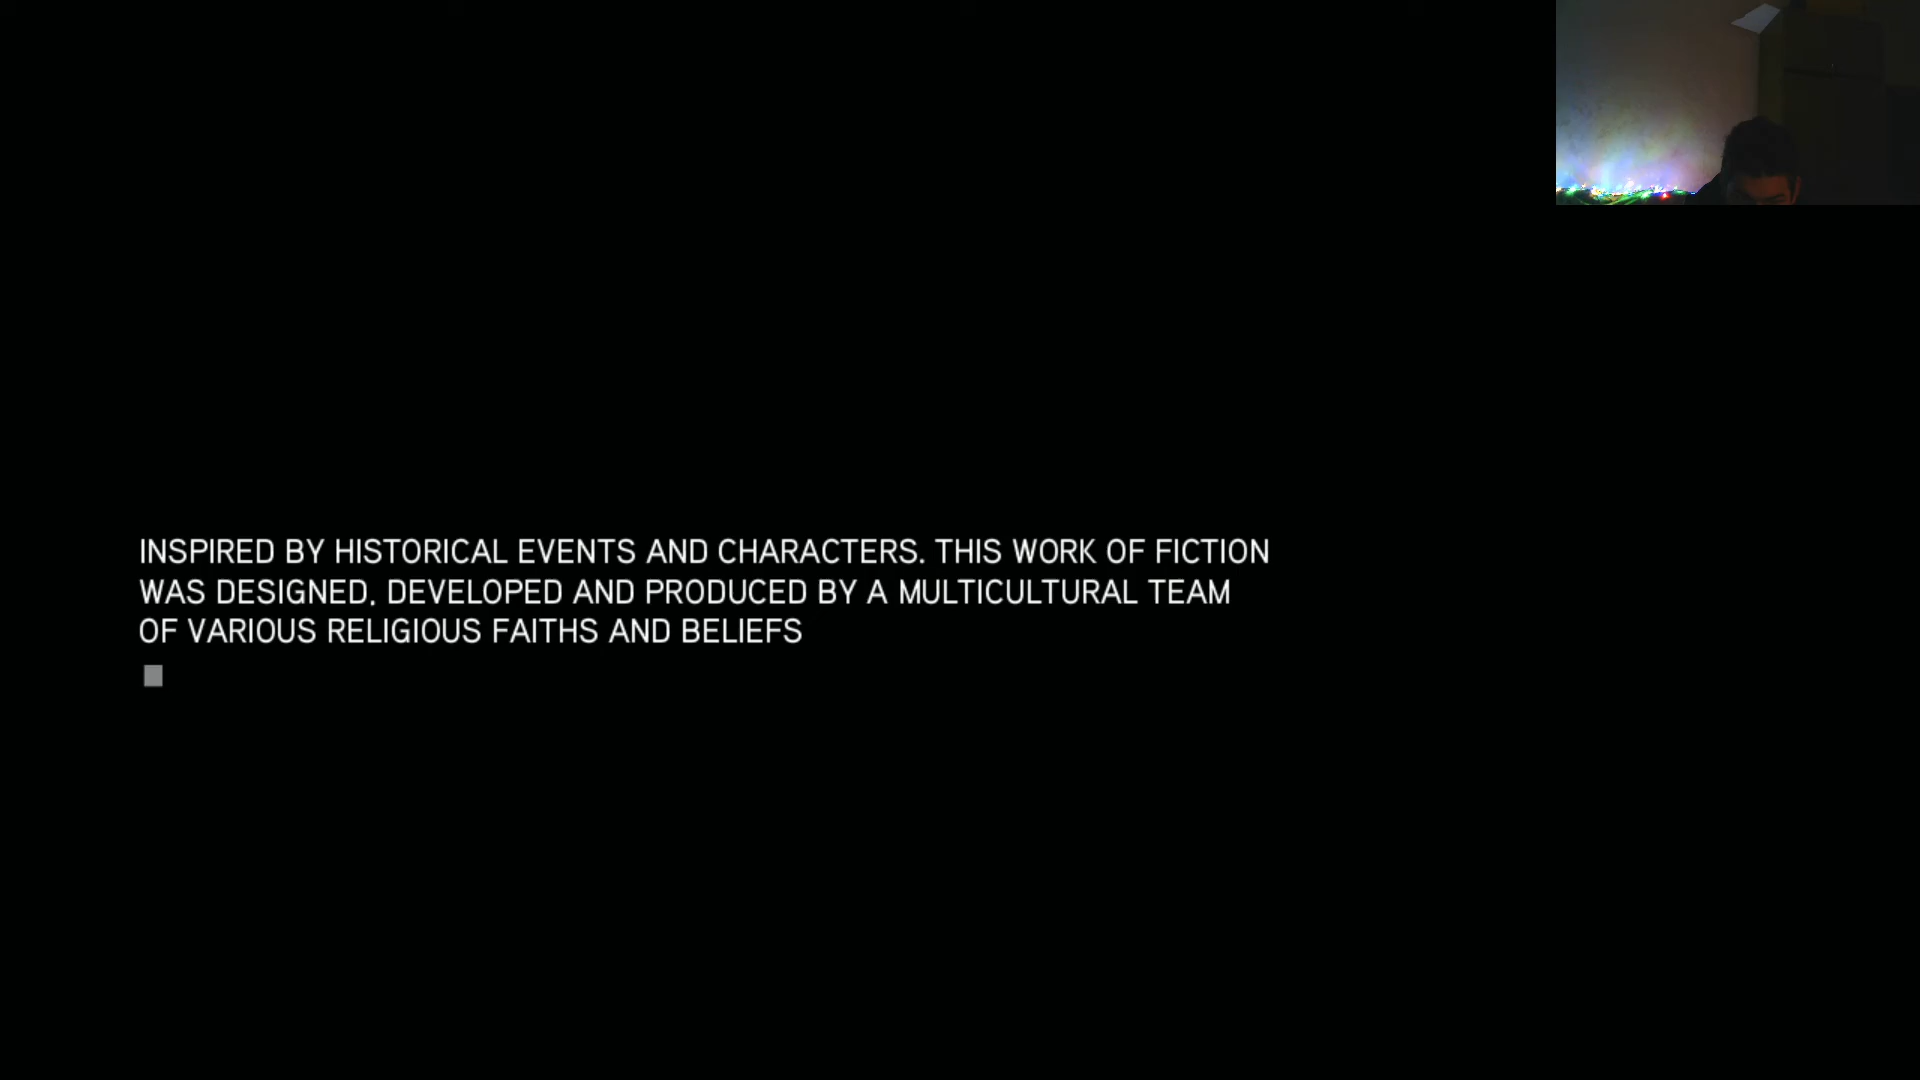 INSPIRED BY HISTORICAL EVENTS AND CHARACTERS. THIS WORK OF FICTION
WAS DESIGNED, DEVELOPED AND PRODUCED BY A MULTICULTURAL TEAM
OF VARIOUS RELIGIOUS FAITHS AND BELIEFS